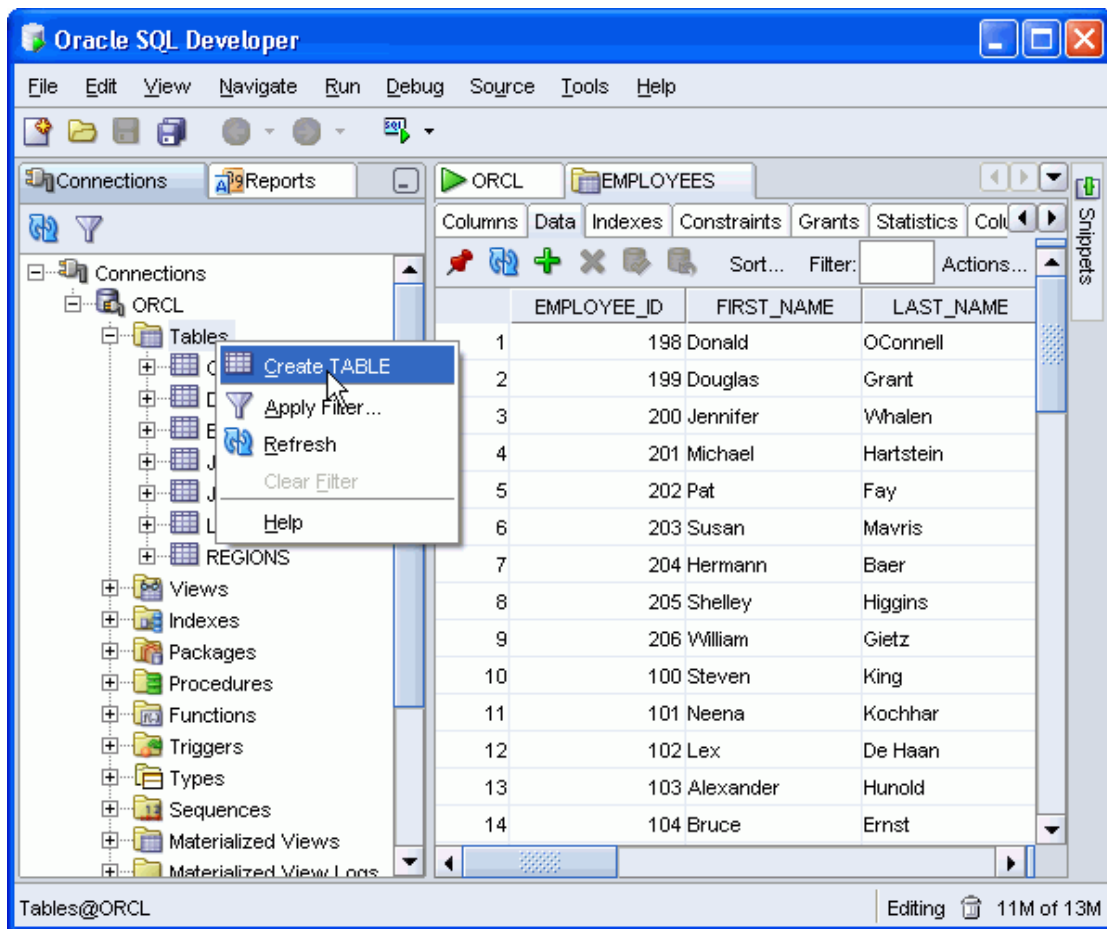 Oracle SQL Developer
File Edit View Navigate Run Debug Source Tools Help
Connections
Reports
Connections
ORCL
Tables
REGIONS
Views
Indexes
Packages
Procedures
Functions
Triggers
Types
Sequences
Materialized Views
Materialized View Logs
Create TABLE
Apply Filter...
Refresh
Clear Filter
Help
ORCL
EMPLOYEES
Columns Data Indexes Constraints Grants Statistics
Sort... Filter: Actions...
EMPLOYEE_ID FIRST_NAME LAST_NAME
1 198 Donald OConnell
2 199 Douglas Grant
3 200 Jennifer Whalen
4 201 Michael Hartstein
5 202 Pat Fay
6 203 Susan Mavris
7 204 Hermann Baer
8 205 Shelley Higgins
9 206 William Gietz
10 100 Steven King
11 101 Neena Kochhar
12 102 Lex De Haan
13 103 Alexander Hunold
14 104 Bruce Ernst
Snippets
Tables@ORCL
Editing 11M of 13M